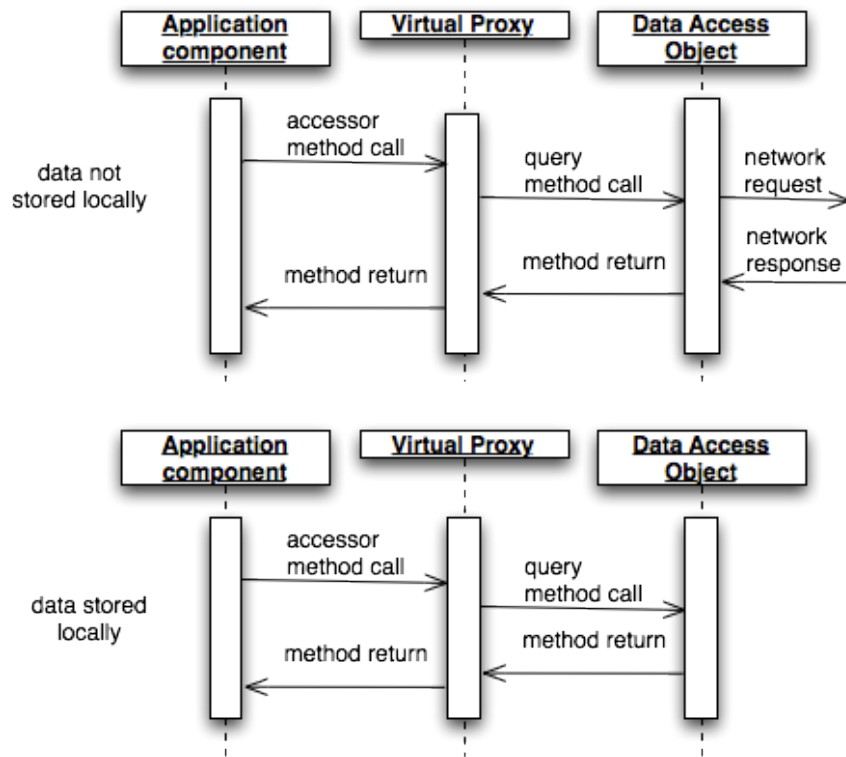 Application
component
Virtual Proxy
Data Access
Object
accessor
method call
data not
stored locally
query
method call
network
request
network
response
method return
method return
Application
component
Virtual Proxy
Data Access
Object
accessor
method call
query
method call
data stored
locally
method return
method return